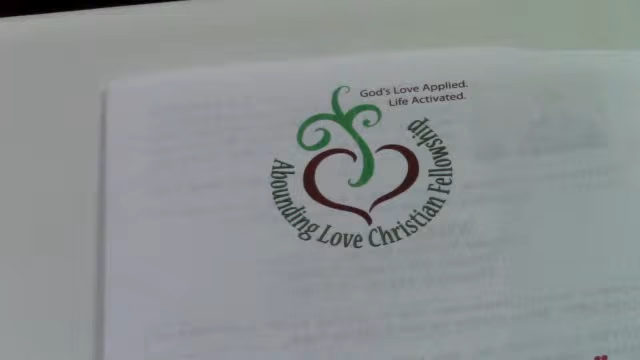 God's Love Applied.
Life Activated.
Abounding Love Christian Fellowship